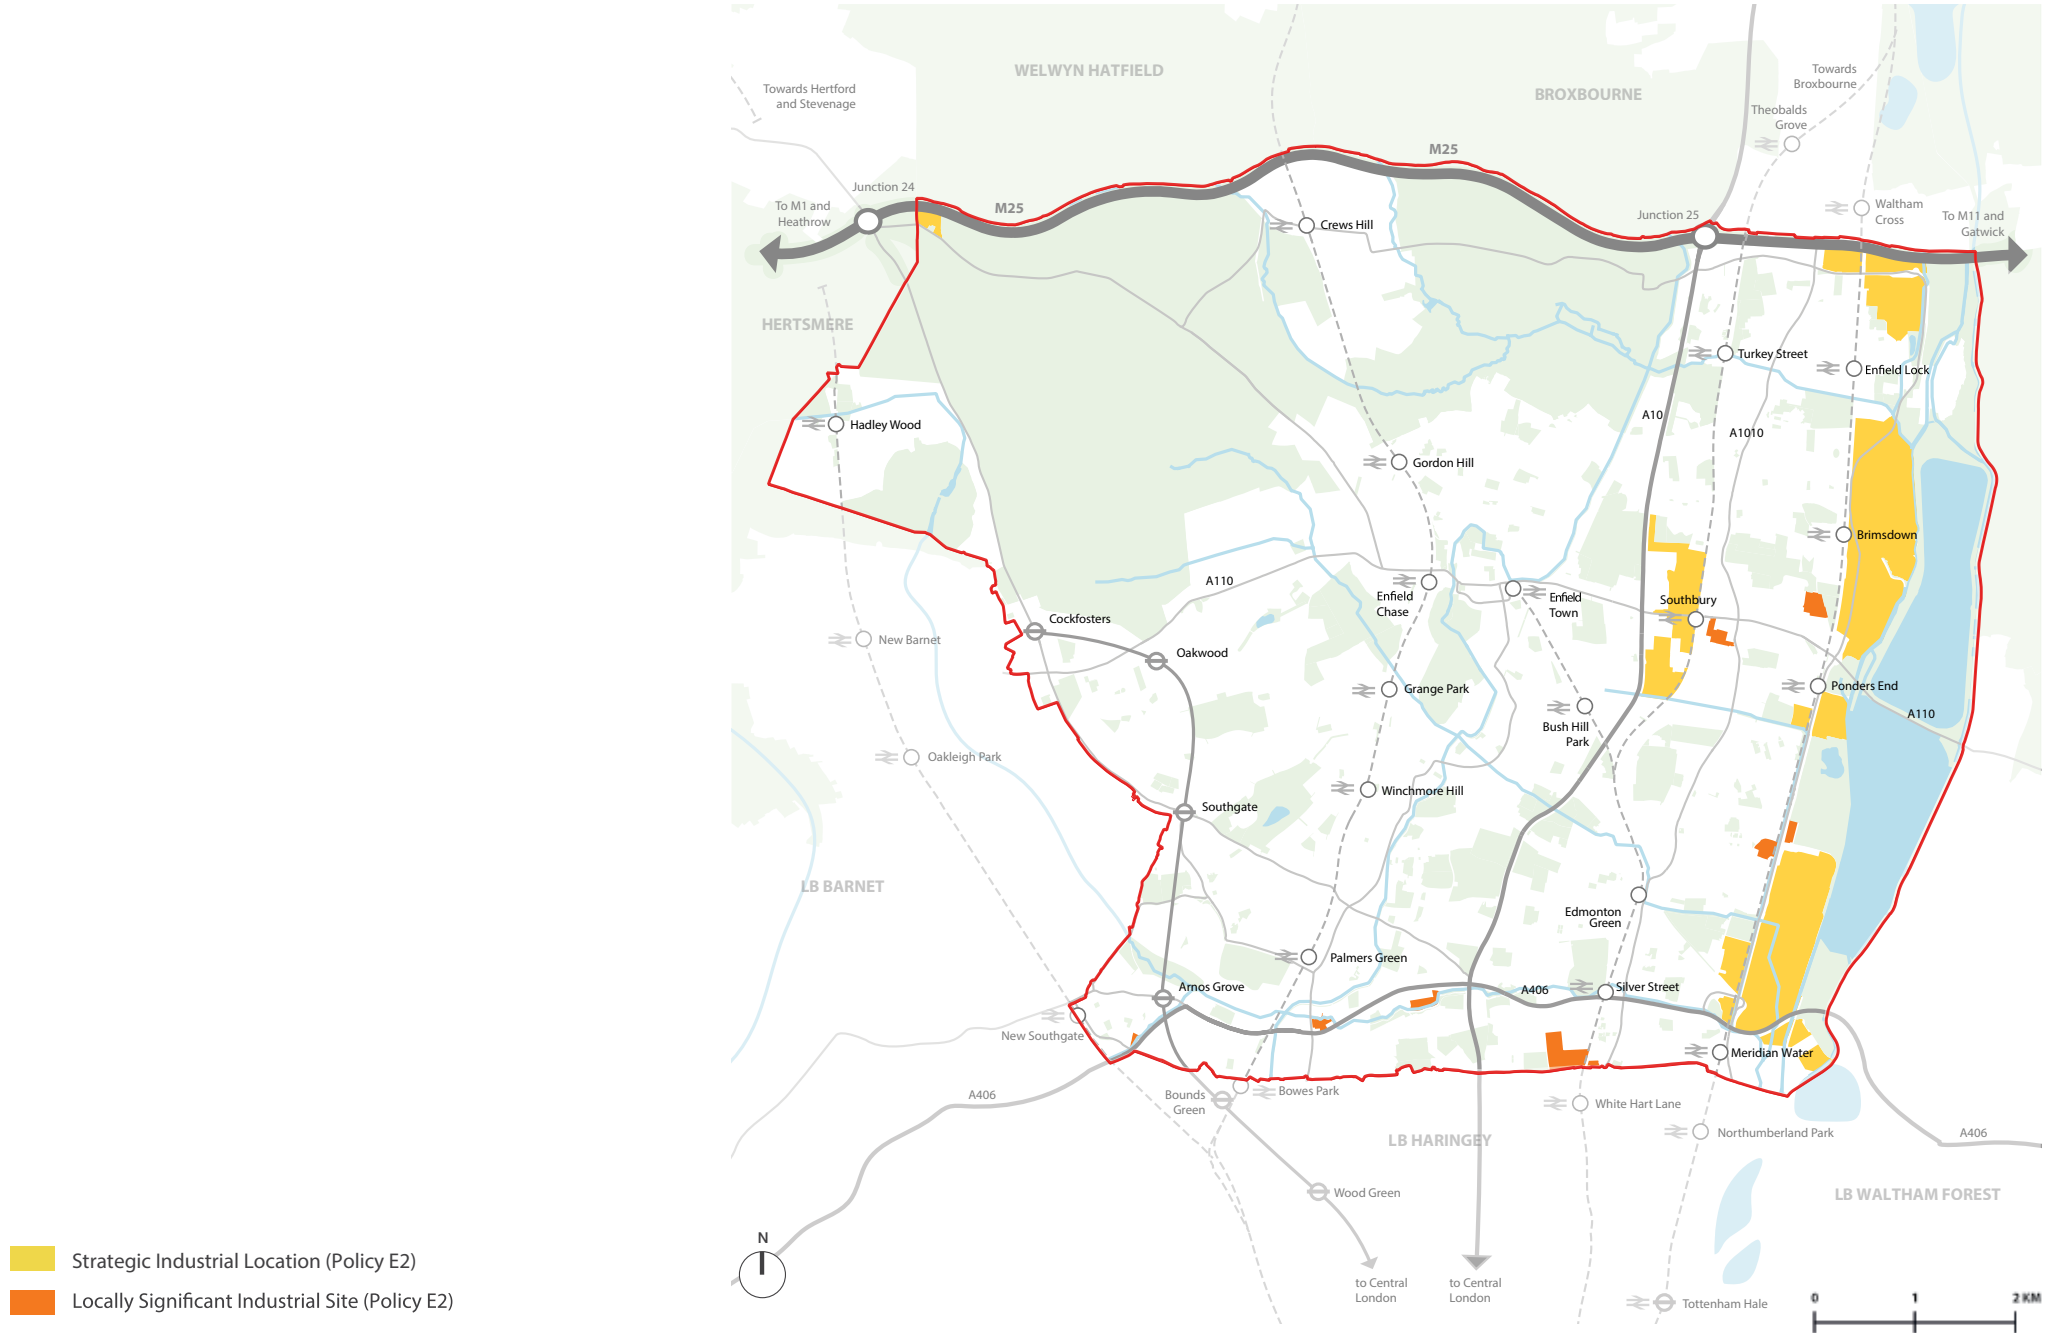 WELWYN HATFIELD
BROXBOURNE
Towards
Broxbourne
Towards Hertford
and Stevenage
Theobalds
Grove
M25
M25
Junction 24
To M1 and
Heathrow
Crews Hill
Junction 25
Waltham
Cross
To M11 and
Gatwick
HERTSMERE
Turkey Street
Enfield Lock
Hadley Wood
A10
A1010
Gordon Hill
Brimsdown
A110
Enfield
Chase
Enfield
Town
Southbury
Cockfosters
New Barnet
Oakwood
Grange Park
Ponders End
A110
Bush Hill
Park
Oakleigh Park
Winchmore Hill
Southgate
LB BARNET
Edmonton
Green
Palmers Green
Arnos Grove
A406
Silver Street
New Southgate
Meridian Water
A406
Bounds
Green
Bowes Park
White Hart Lane
Northumberland Park
A406
LB HARINGEY
Wood Green
LB WALTHAM FOREST
N
to Central
London
to Central
London
Tottenham Hale
0 1 2 KM
Strategic Industrial Location (Policy E2)
Locally Significant Industrial Site (Policy E2)